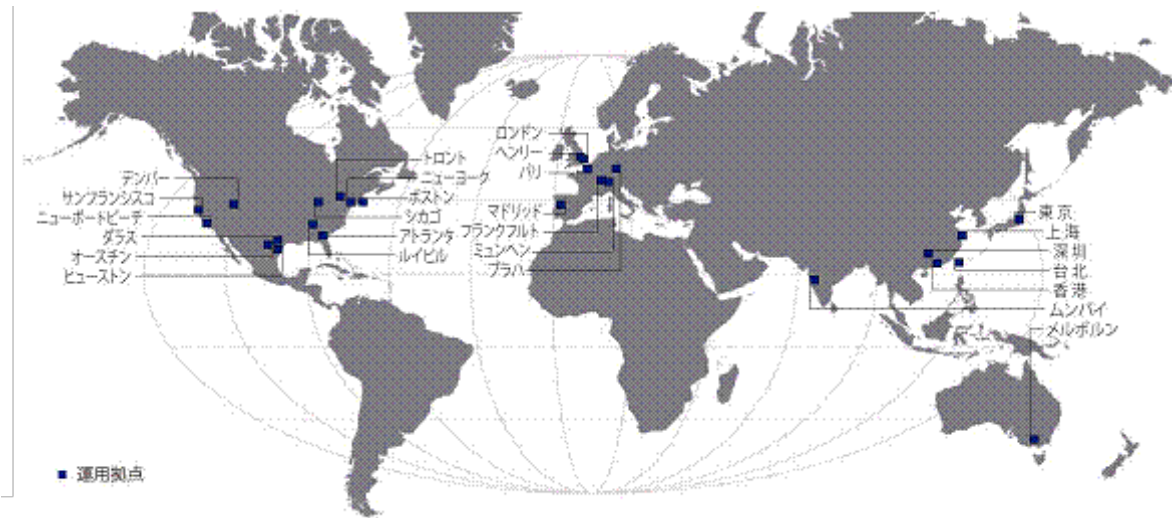 デンバー
サンフランシスコ
ニューポートビーチ
ダラス
オースチン
ヒューストン
トロント
ニューヨーク
ボストン
シカゴ
アトランタ
ルイビル
ロンドン
ヘンリー
パリ
マドリッド
フランクフルト
ミュンヘン
プラハ
東京
上海
深圳
台北
香港
ムンバイ
メルボルン
運用拠点